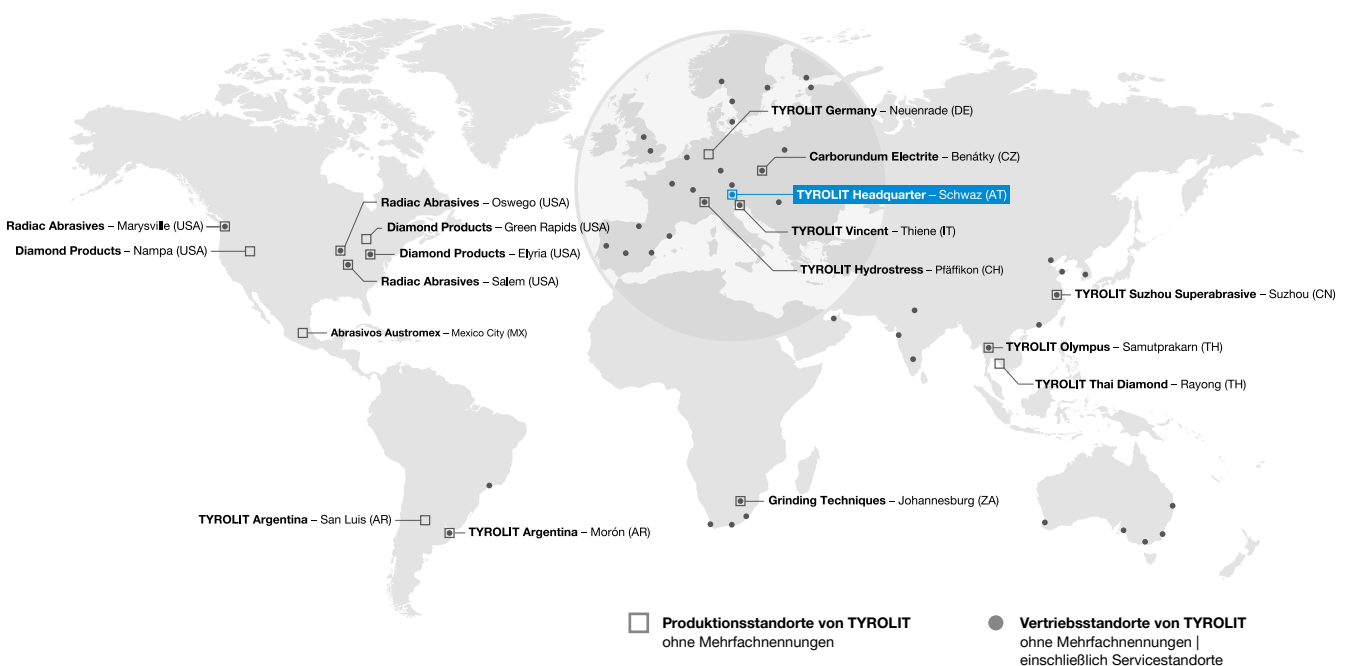 TYROLIT Germany – Neuenrade (DE)
Carborundum Electrite – Benátky (CZ)
TYROLIT Headquarter – Schwaz (AT)
Radiac Abrasives – Oswego (USA)
Radiac Abrasives – Marysville (USA)
Diamond Products – Green Rapids (USA)
TYROLIT Vincent – Thiene (IT)
Diamond Products – Nampa (USA)
Diamond Products – Elyria (USA)
TYROLIT Hydrostress – Pfäffikon (CH)
Radiac Abrasives – Salem (USA)
TYROLIT Suzhou Superabrasive – Suzhou (CN)
Abrasivos Austromex – Mexico City (MX)
TYROLIT Olympus – Samutprakarn (TH)
TYROLIT Thai Diamond – Rayong (TH)
Grinding Techniques – Johannesburg (ZA)
TYROLIT Argentina – San Luis (AR)
TYROLIT Argentina – Morón (AR)
Produktionsstandorte von TYROLIT
ohne Mehrfachnennungen
Vertriebsstandorte von TYROLIT
ohne Mehrfachnennungen |
einschließlich Servicestandorte